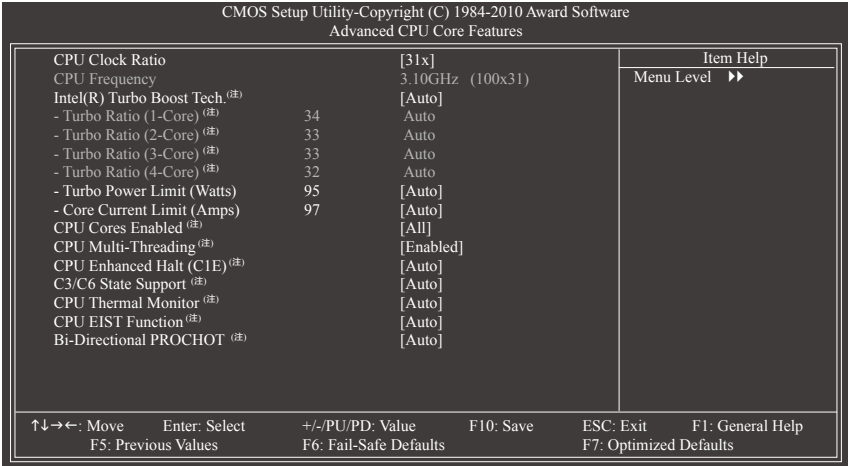 CMOS Setup Utility-Copyright (C) 1984-2010 Award Software
Advanced CPU Core Features
CPU Clock Ratio [31x]
CPU Frequency 3.10GHz (100x31)
Intel(R) Turbo Boost Tech.(注) [Auto]
- Turbo Ratio (1-Core) (注) 34 Auto
- Turbo Ratio (2-Core) (注) 33 Auto
- Turbo Ratio (3-Core) (注) 33 Auto
- Turbo Ratio (4-Core) (注) 32 Auto
- Turbo Power Limit (Watts) 95 [Auto]
- Core Current Limit (Amps) 97 [Auto]
CPU Cores Enabled (注) [All]
CPU Multi-Threading (注) [Enabled]
CPU Enhanced Halt (C1E) (注) [Auto]
C3/C6 State Support (注) [Auto]
CPU Thermal Monitor (注) [Auto]
CPU EIST Function (注) [Auto]
Bi-Directional PROCHOT (注) [Auto]
Item Help
Menu Level ▶▶
↑↓→←: Move Enter: Select +/-/PU/PD: Value F10: Save ESC: Exit F1: General Help
F5: Previous Values F6: Fail-Safe Defaults F7: Optimized Defaults